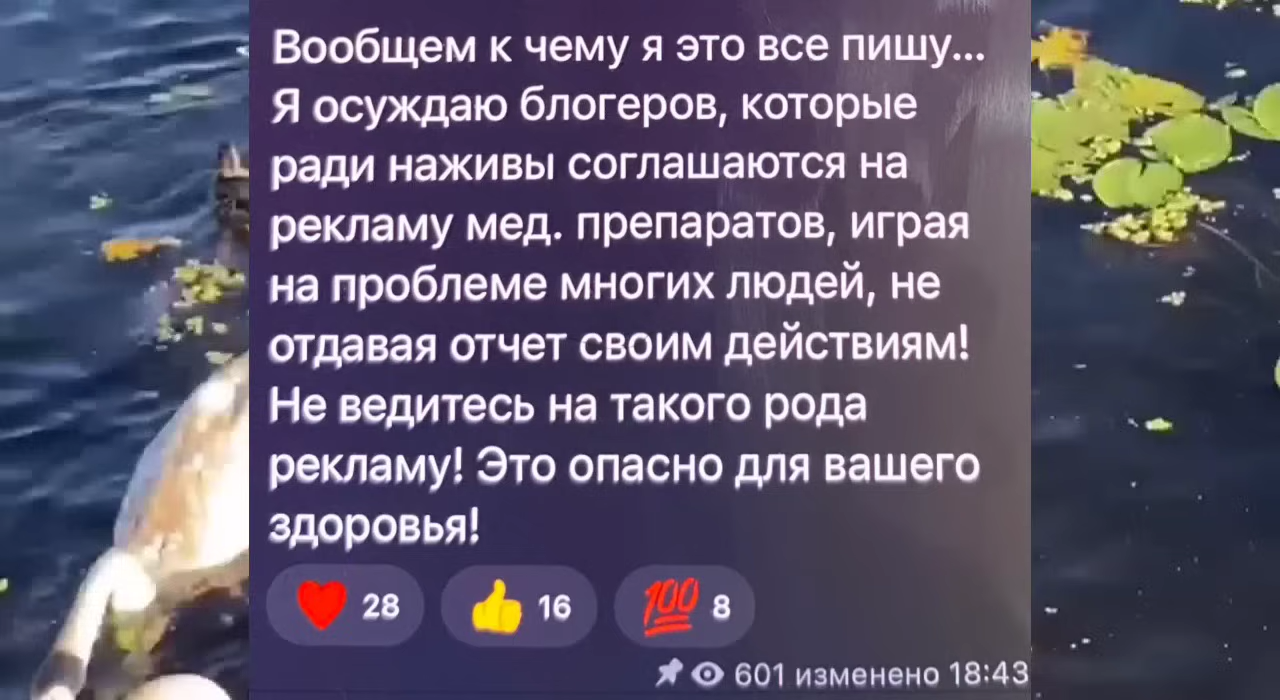 Вообщем к чему я это все пишу...
Я осуждаю блогеров, которые
ради наживы соглашаются на
рекламу мед. препаратов, играя
на проблеме многих людей, не
отдавая отчет своим действиям!
Не ведитесь на такого рода
рекламу! Это опасно для вашего
здоровья!
28 16 100 8
601 изменено 18:43